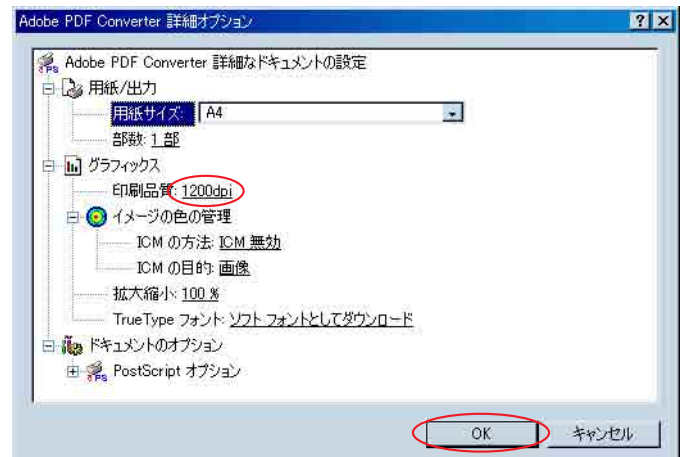 Adobe PDF Converter 詳細オプション
Adobe PDF Converter 詳細なドキュメントの設定
用紙/出力
用紙サイズ: A4
部数: 1 部
グラフィックス
印刷品質: 1200dpi
イメージの色の管理
ICM の方法: ICM 無効
ICM の目的: 画像
拡大縮小: 100 %
TrueType フォント: ソフト フォントとしてダウンロード
ドキュメントのオプション
PostScript オプション
OK キャンセル